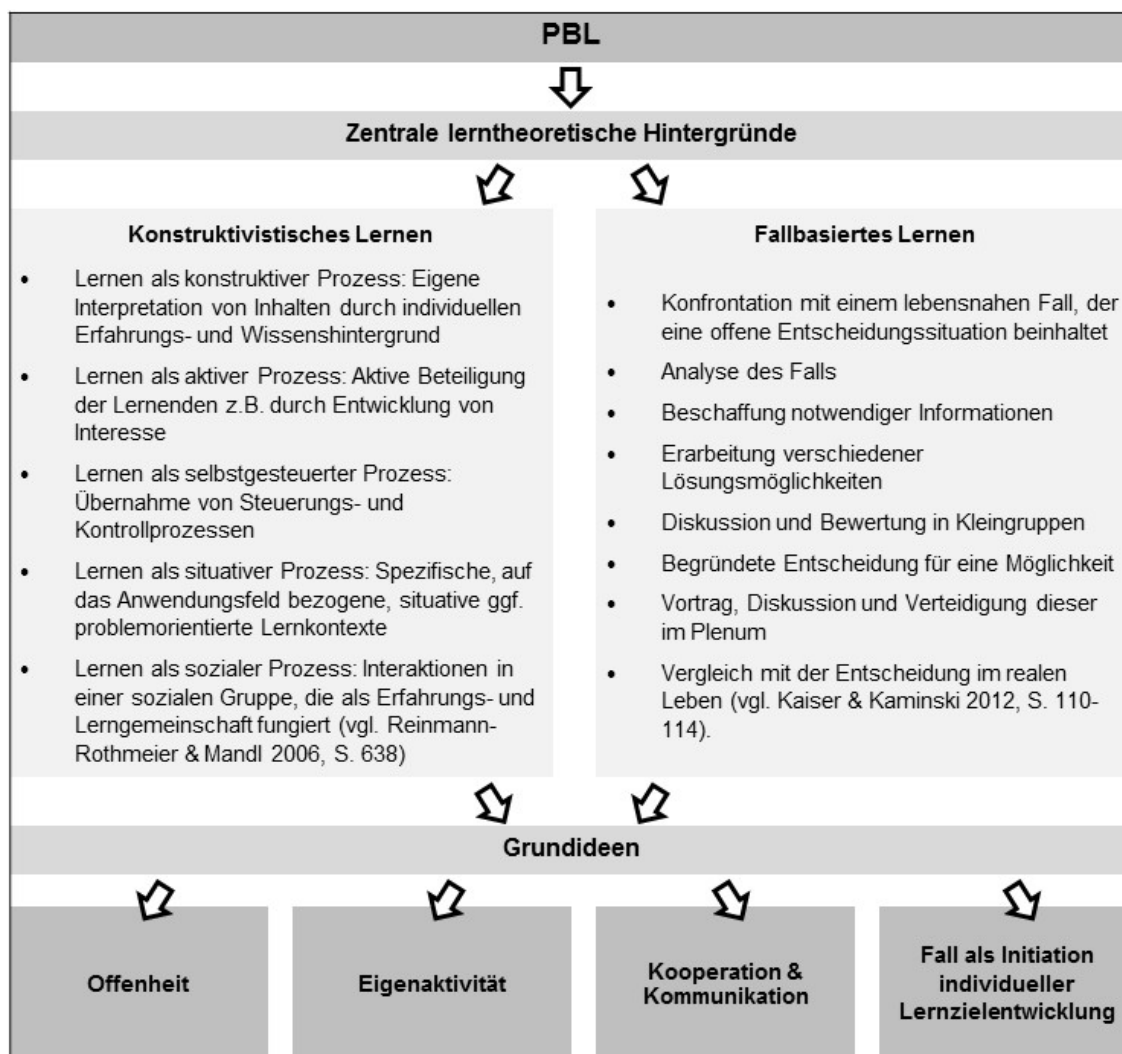 PBL
Zentrale lerntheoretische Hintergründe
Konstruktivistisches Lernen
• Lernen als konstruktiver Prozess: Eigene
Interpretation von Inhalten durch individuellen
Erfahrungs- und Wissenshintergrund
• Lernen als aktiver Prozess: Aktive Beteiligung
der Lernenden z.B. durch Entwicklung von
Interesse
• Lernen als selbstgesteuerter Prozess:
Übernahme von Steuerungs- und
Kontrollprozessen
• Lernen als situativer Prozess: Spezifische, auf
das Anwendungsfeld bezogene, situative ggf.
problemorientierte Lernkontexte
• Lernen als sozialer Prozess: Interaktionen in
einer sozialen Gruppe, die als Erfahrungs- und
Lerngemeinschaft fungiert (vgl. Reinmann-
Rothmeier & Mandl 2006, S. 638)
Fallbasiertes Lernen
• Konfrontation mit einem lebensnahen Fall, der
eine offene Entscheidungssituation beinhaltet
• Analyse des Falls
• Beschaffung notwendiger Informationen
• Erarbeitung verschiedener
Lösungsmöglichkeiten
• Diskussion und Bewertung in Kleingruppen
• Begründete Entscheidung für eine Möglichkeit
• Vortrag, Diskussion und Verteidigung dieser
im Plenum
• Vergleich mit der Entscheidung im realen
Leben (vgl. Kaiser & Kaminski 2012, S. 110-
114).
Grundideen
Offenheit
Eigenaktivität
Kooperation &
Kommunikation
Fall als Initiation
individueller
Lernzielentwicklung